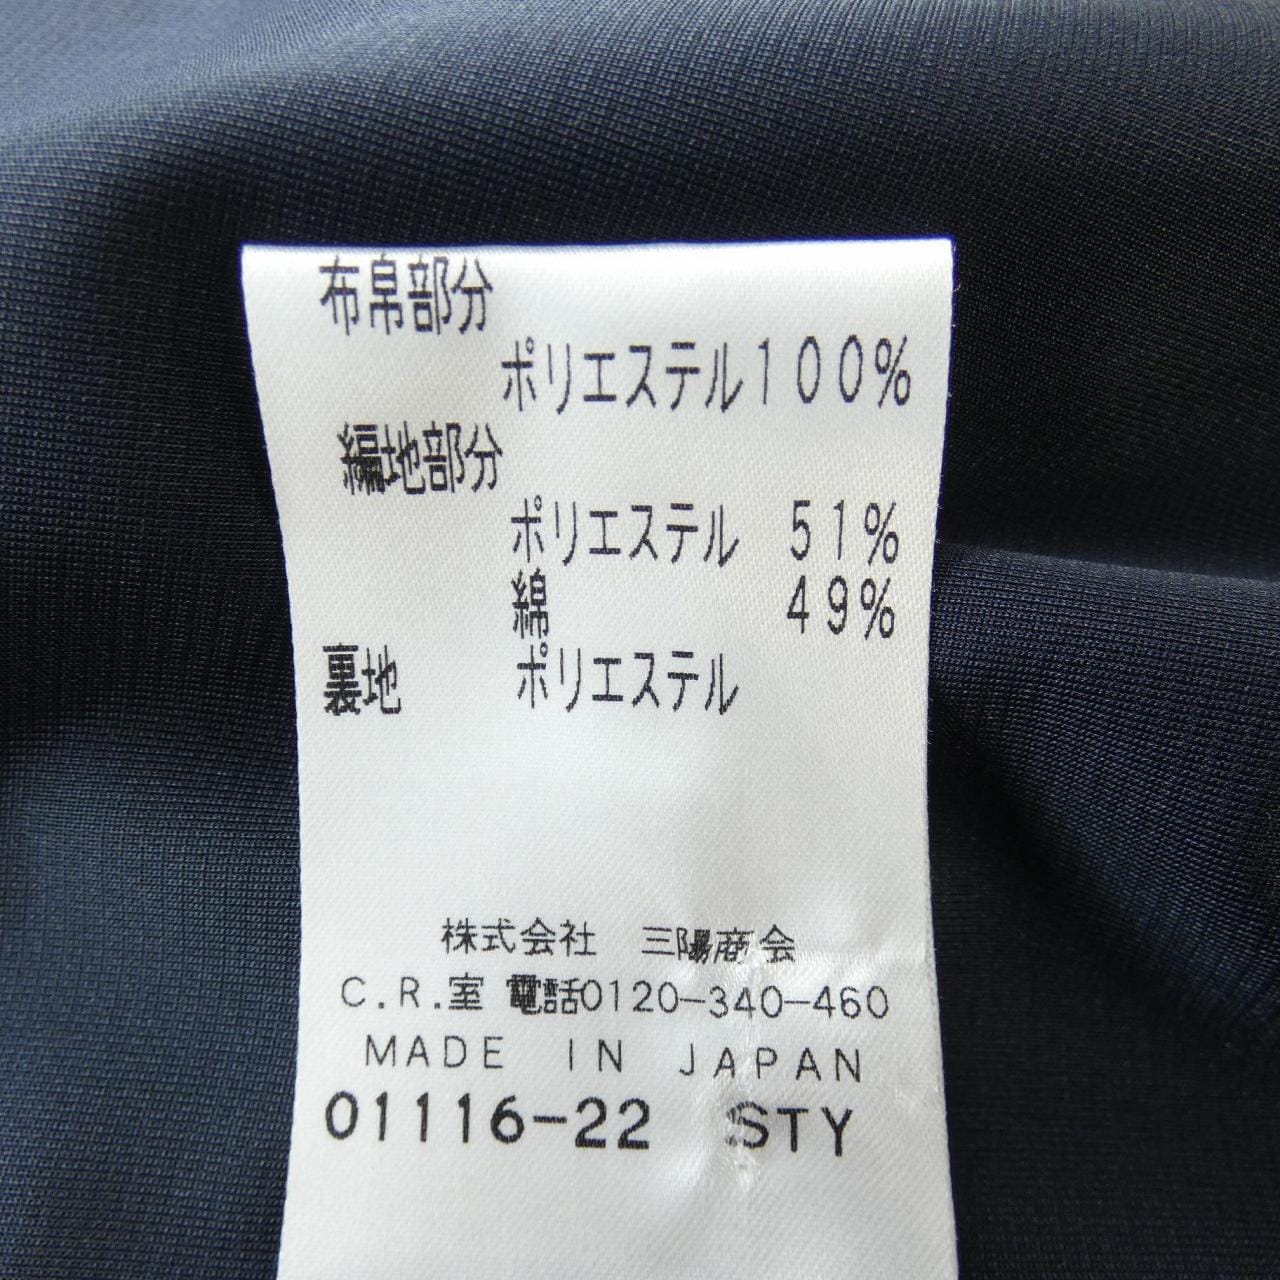 布帛部分
ポリエステル100%
編地部分
ポリエステル 51%
綿 49%
裏地 ポリエステル
株式会社 三陽商会
C.R.室 電話0120-340-460
MADE IN JAPAN
01116-22 STY